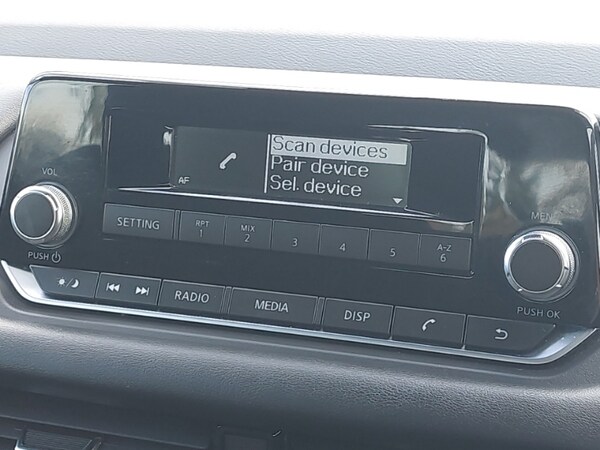 Scan devices
Pair device
Sel. device
AF
VOL
PUSH
SETTING
RPT
1
MIX
2
3
4
5
A-Z
6
MENU
PUSH OK
RADIO
MEDIA
DISP